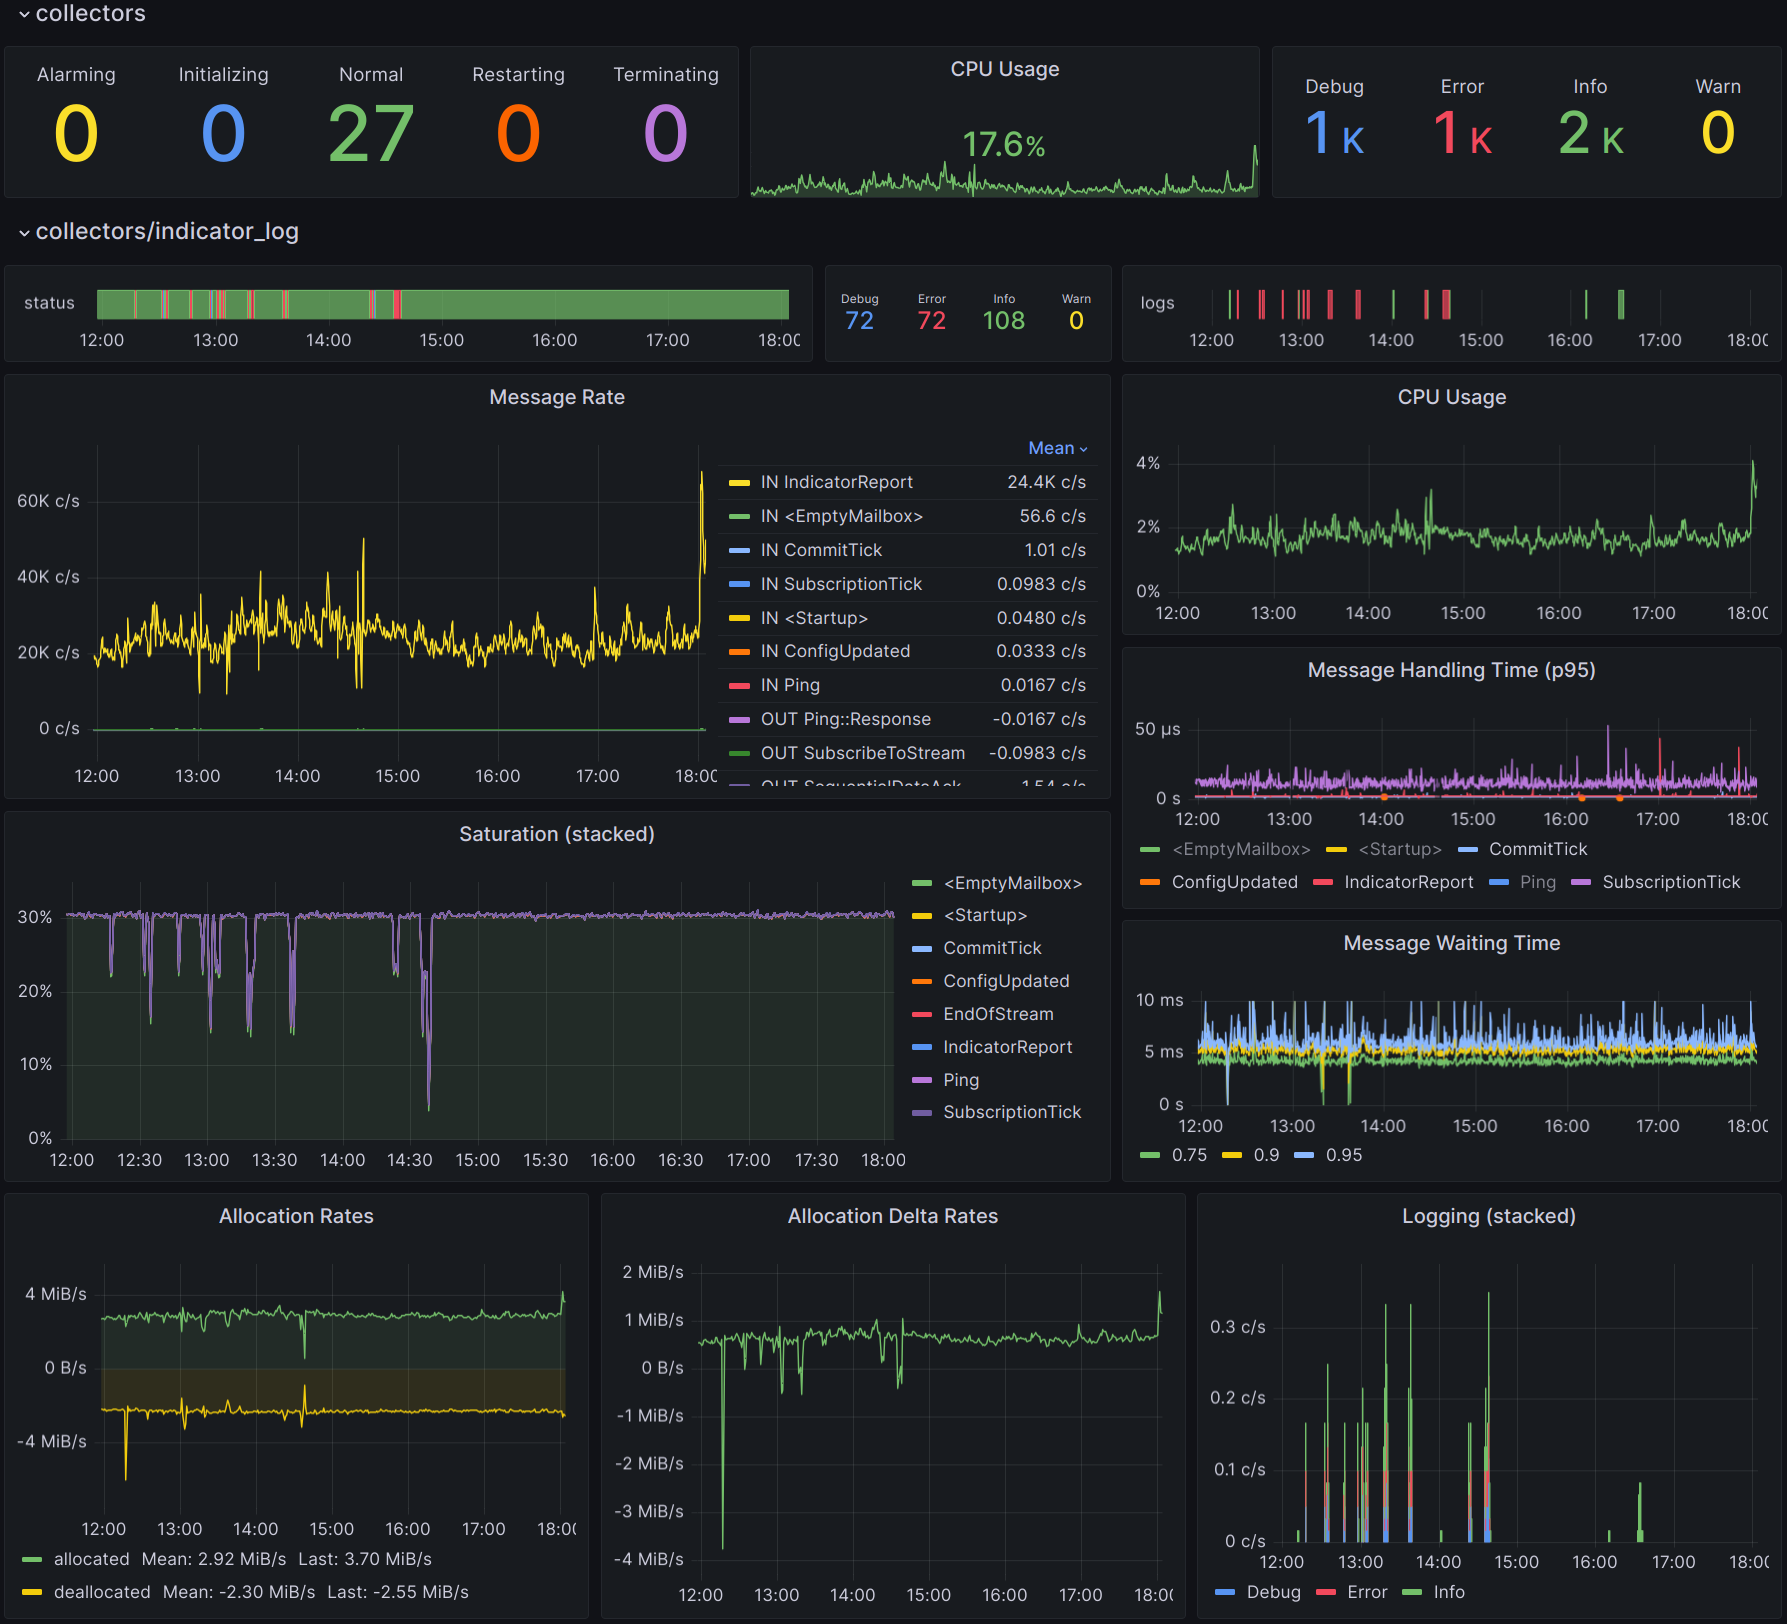 collectors
Alarming Initializing Normal Restarting Terminating
0 0 27 0 0
CPU Usage
17.6%
Debug Error Info Warn
1 K 1 K 2 K 0
collectors/indicator_log
status
12:00 13:00 14:00 15:00 16:00 17:00 18:00
Debug Error Info Warn
72 72 108 0
logs
12:00 13:00 14:00 15:00 16:00 17:00 18:00
Message Rate
60K c/s
40K c/s
20K c/s
0 c/s
12:00 13:00 14:00 15:00 16:00 17:00 18:00
Mean
IN IndicatorReport 24.4K c/s
IN <EmptyMailbox> 56.6 c/s
IN CommitTick 1.01 c/s
IN SubscriptionTick 0.0983 c/s
IN <Startup> 0.0480 c/s
IN ConfigUpdated 0.0333 c/s
IN Ping 0.0167 c/s
OUT Ping::Response -0.0167 c/s
OUT SubscribeToStream -0.0983 c/s
CPU Usage
4%
2%
0%
12:00 13:00 14:00 15:00 16:00 17:00 18:00
Message Handling Time (p95)
50 µs
0 s
12:00 13:00 14:00 15:00 16:00 17:00 18:00
<EmptyMailbox> <Startup> CommitTick
ConfigUpdated IndicatorReport Ping SubscriptionTick
Saturation (stacked)
30%
20%
10%
0%
12:00 12:30 13:00 13:30 14:00 14:30 15:00 15:30 16:00 16:30 17:00 17:30 18:00
<EmptyMailbox>
<Startup>
CommitTick
ConfigUpdated
EndOfStream
IndicatorReport
Ping
SubscriptionTick
Message Waiting Time
10 ms
5 ms
0 s
12:00 13:00 14:00 15:00 16:00 17:00 18:00
0.75 0.9 0.95
Allocation Rates
4 MiB/s
0 B/s
-4 MiB/s
12:00 13:00 14:00 15:00 16:00 17:00 18:00
allocated Mean: 2.92 MiB/s Last: 3.70 MiB/s
deallocated Mean: -2.30 MiB/s Last: -2.55 MiB/s
Allocation Delta Rates
2 MiB/s
1 MiB/s
0 B/s
-1 MiB/s
-2 MiB/s
-3 MiB/s
-4 MiB/s
12:00 13:00 14:00 15:00 16:00 17:00 18:00
Logging (stacked)
0.3 c/s
0.2 c/s
0.1 c/s
0 c/s
12:00 13:00 14:00 15:00 16:00 17:00 18:00
Debug Error Info